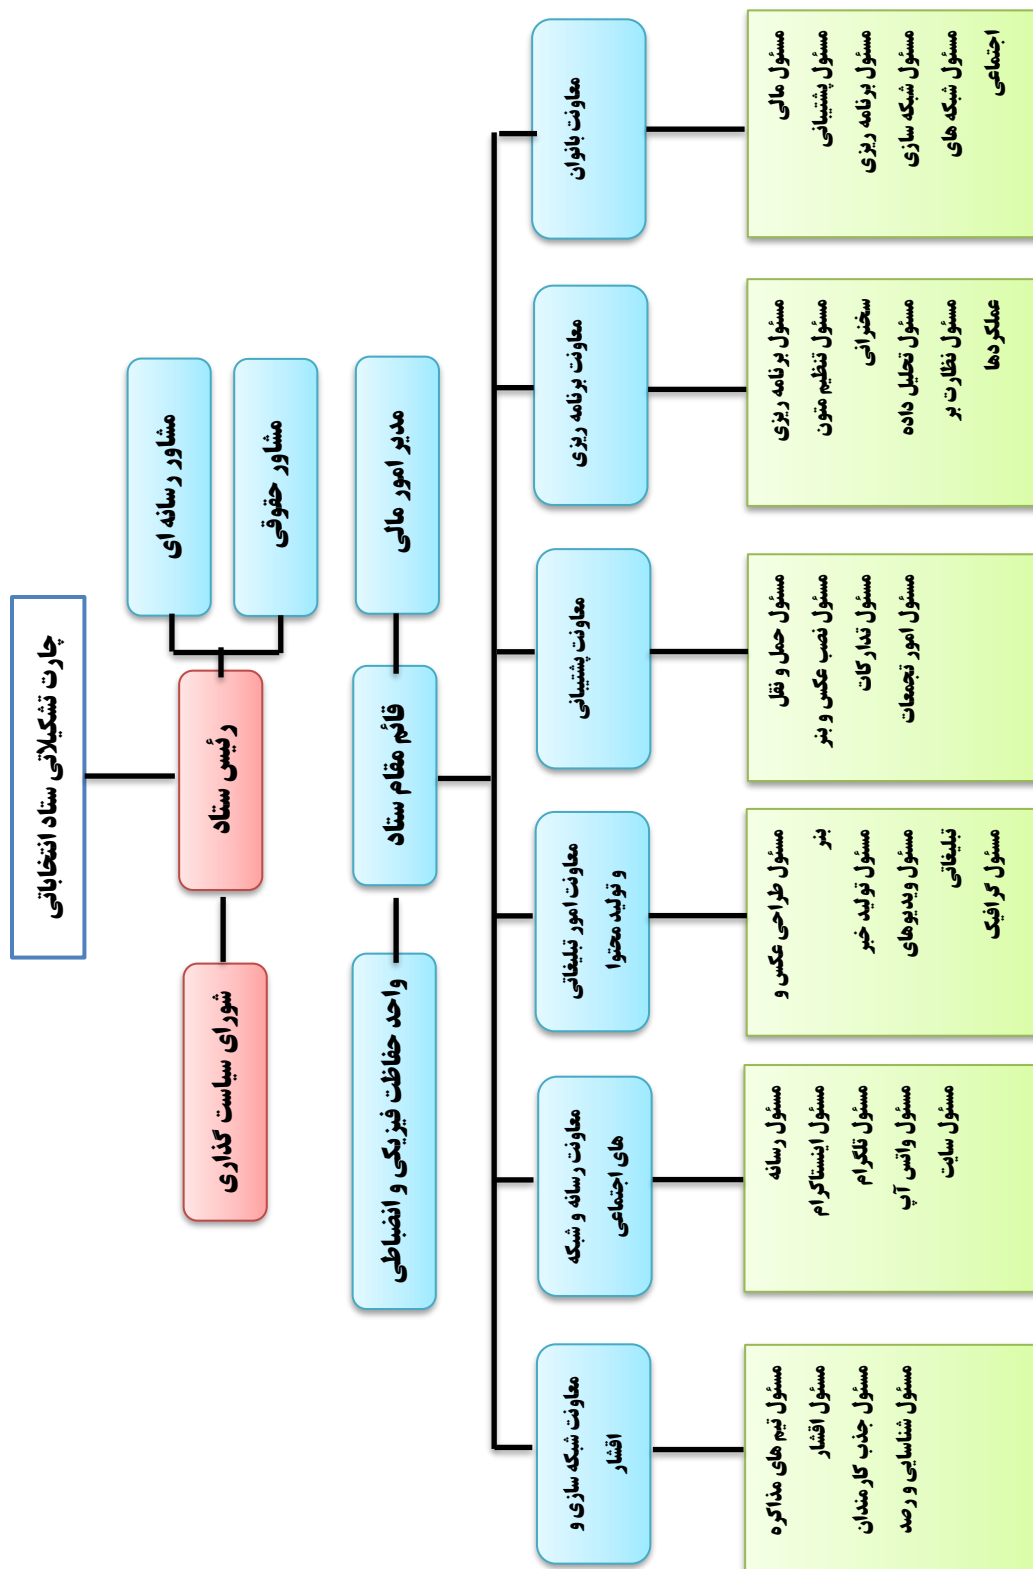 چارت تشکیلاتی ستاد انتخاباتی
مشاور رسانه ای
مشاور حقوقی
رئیس ستاد
شورای سیاست گذاری
مدیر امور مالی
قائم مقام ستاد
واحد حفاظت فیزیکی و انضباطی
معاونت بانوان
معاونت برنامه ریزی
معاونت پشتیبانی
معاونت امور تبلیغاتی
و تولید محتوا
معاونت رسانه و شبکه
های اجتماعی
معاونت شبکه سازی و
اقشار
مسئول مالی
مسئول پشتیبانی
مسئول برنامه ریزی
مسئول شبکه سازی
مسئول شبکه های
اجتماعی
مسئول برنامه ریزی
مسئول تنظیم متون
سخنرانی
مسئول تحلیل داده
مسئول نظارت بر
عملکردها
مسئول حمل و نقل
مسئول نصب عکس و بنر
مسئول تدارکات
مسئول امور تجمعات
مسئول طراحی عکس و
بنر
مسئول تولید خبر
مسئول ویدیوهای
تبلیغاتی
مسئول گرافیک
مسئول رسانه
مسئول اینستاگرام
مسئول تلگرام
مسئول واتس آپ
مسئول سایت
مسئول تیم های مذاکره
مسئول اقشار
مسئول جذب کارمندان
مسئول شناسایی و رصد